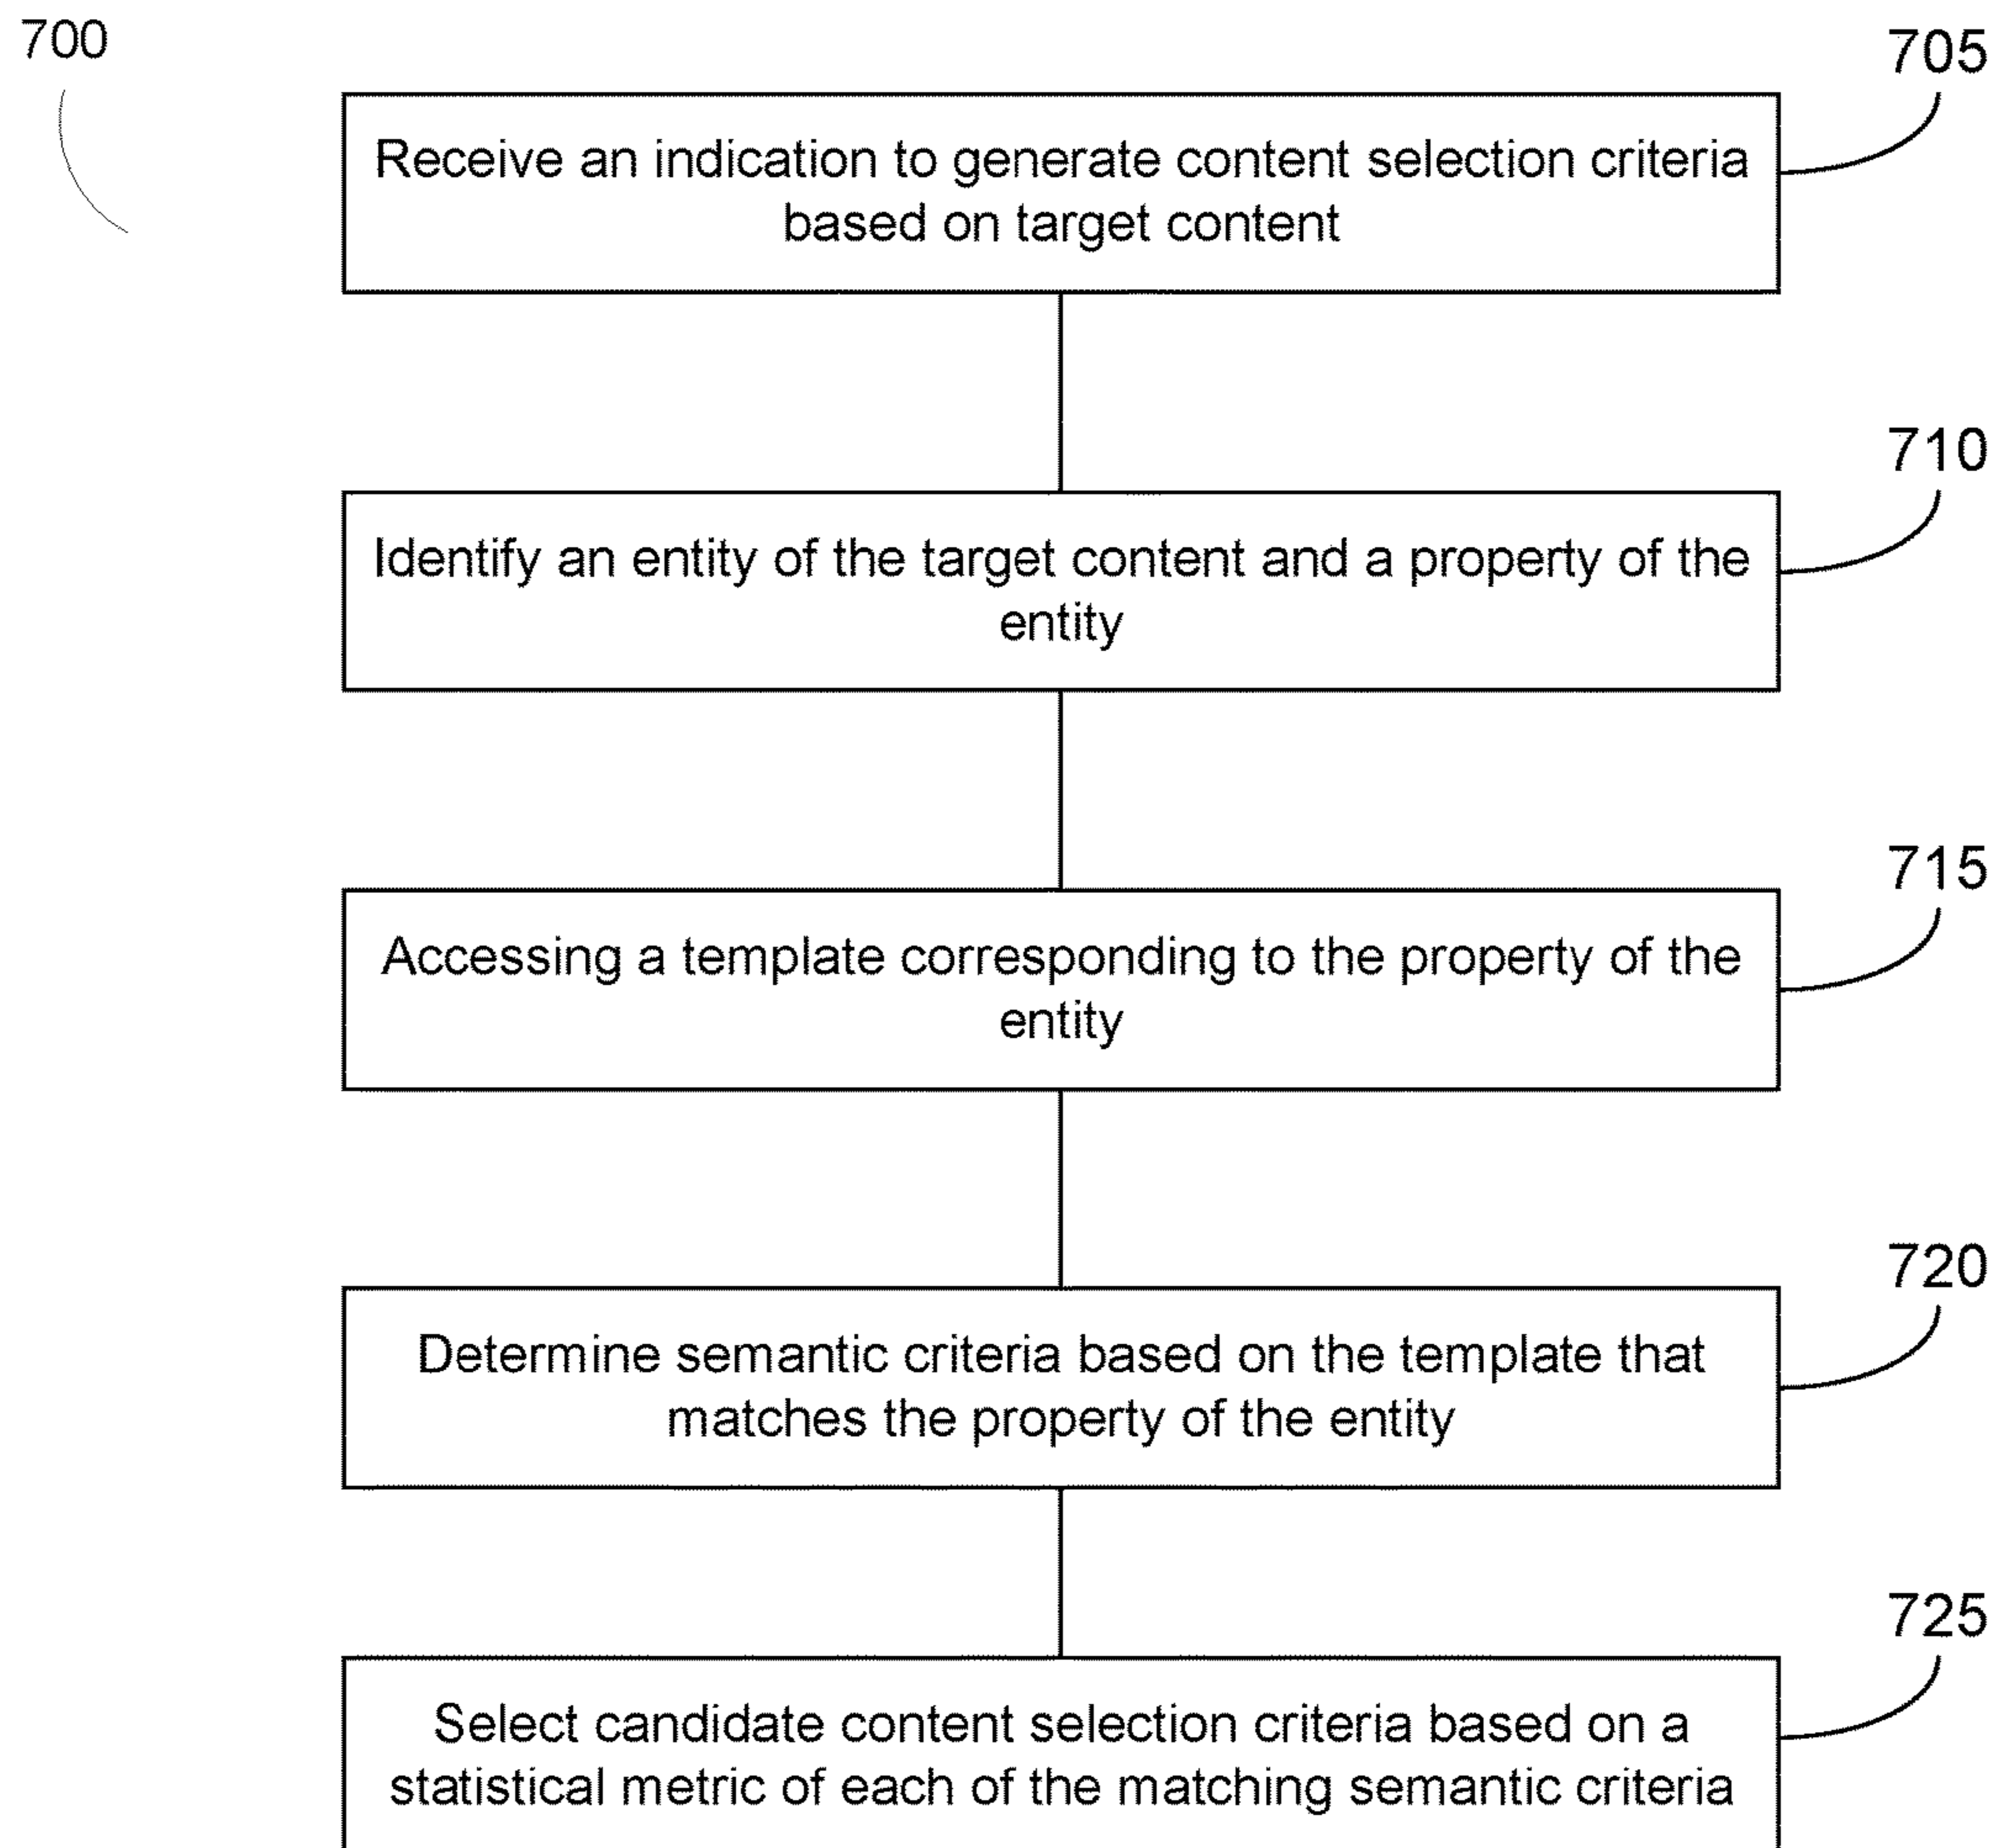 700
705
Receive an indication to generate content selection criteria
based on target content
710
Identify an entity of the target content and a property of the
entity
715
Accessing a template corresponding to the property of the
entity
720
Determine semantic criteria based on the template that
matches the property of the entity
725
Select candidate content selection criteria based on a
statistical metric of each of the matching semantic criteria